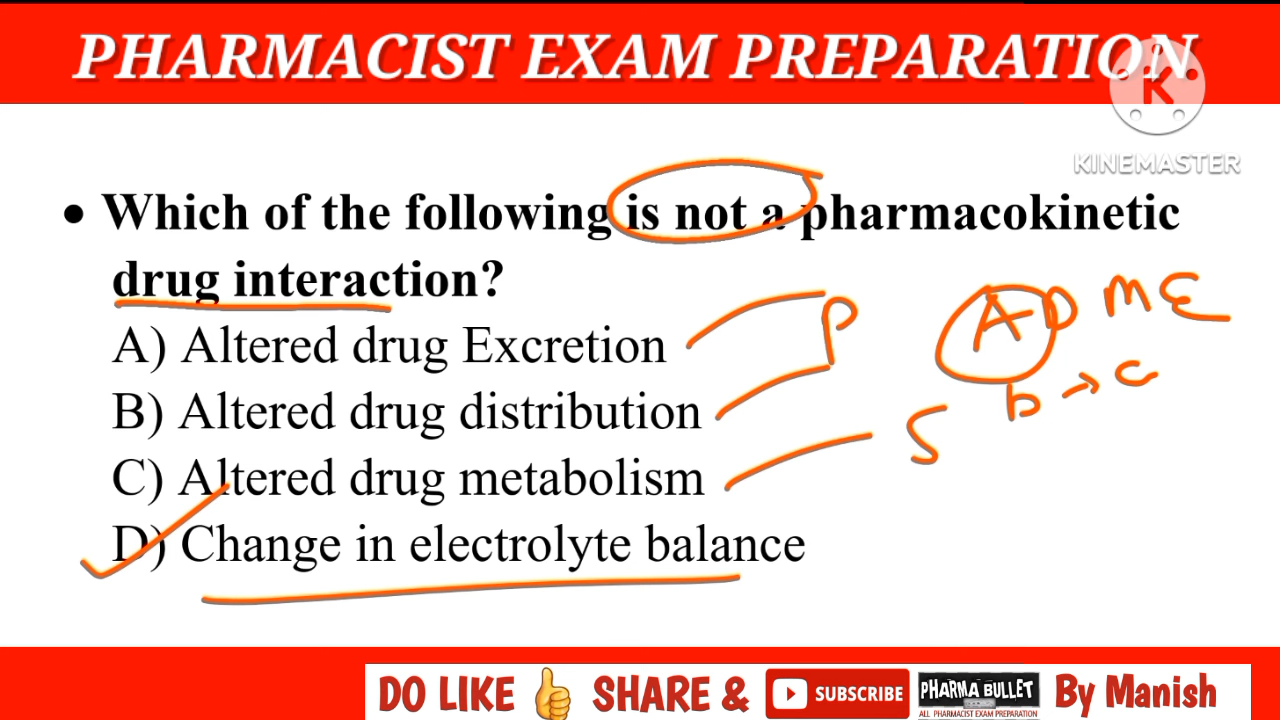 PHARMACIST EXAM PREPARATION
K
KINEMASTER
• Which of the following is not a pharmacokinetic
drug interaction?
A) Altered drug Excretion
B) Altered drug distribution
C) Altered drug metabolism
D) Change in electrolyte balance
P
A D M E
b → c
S
DO LIKE SHARE & SUBSCRIBE PHARMA BULLET By Manish
ALL PHARMACIST EXAM PREPARATION